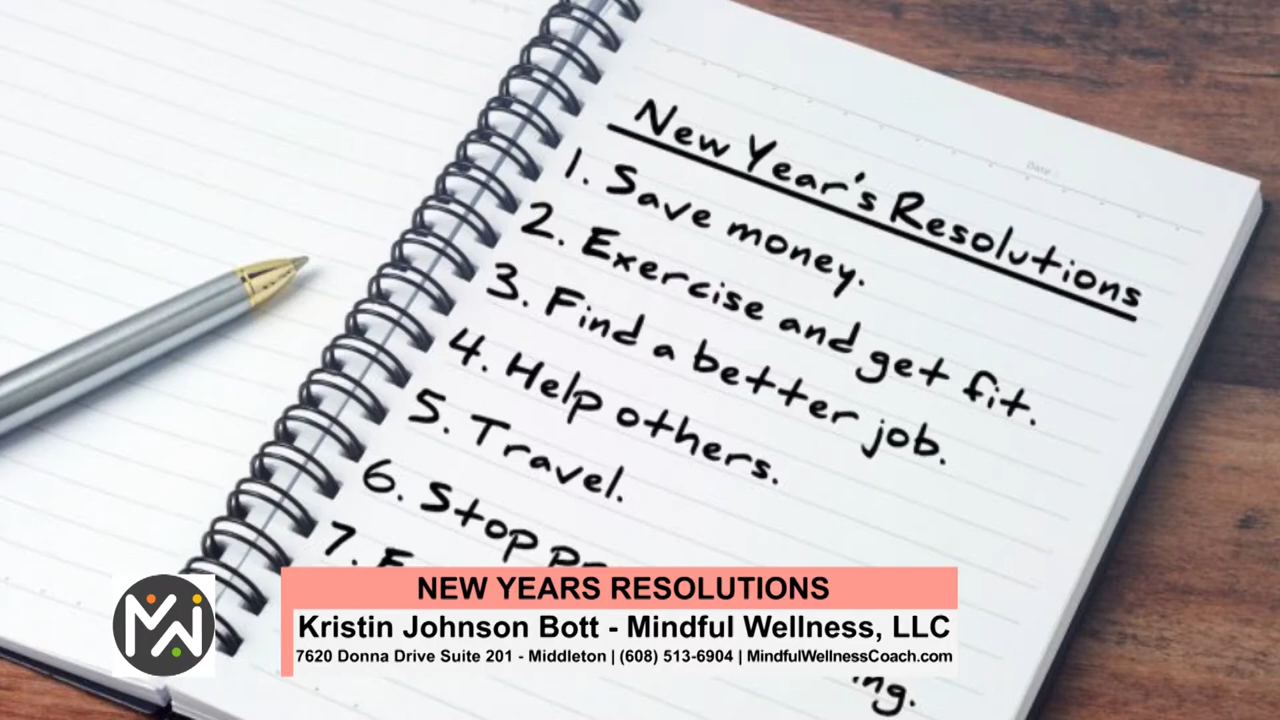 Date
New Year's Resolutions
1. Save money.
2. Exercise and get fit.
3. Find a better job.
4. Help others.
5. Travel.
6. Stop
7.
NEW YEARS RESOLUTIONS
Kristin Johnson Bott - Mindful Wellness, LLC
7620 Donna Drive Suite 201 - Middleton | (608) 513-6904 | MindfulWellnessCoach.com